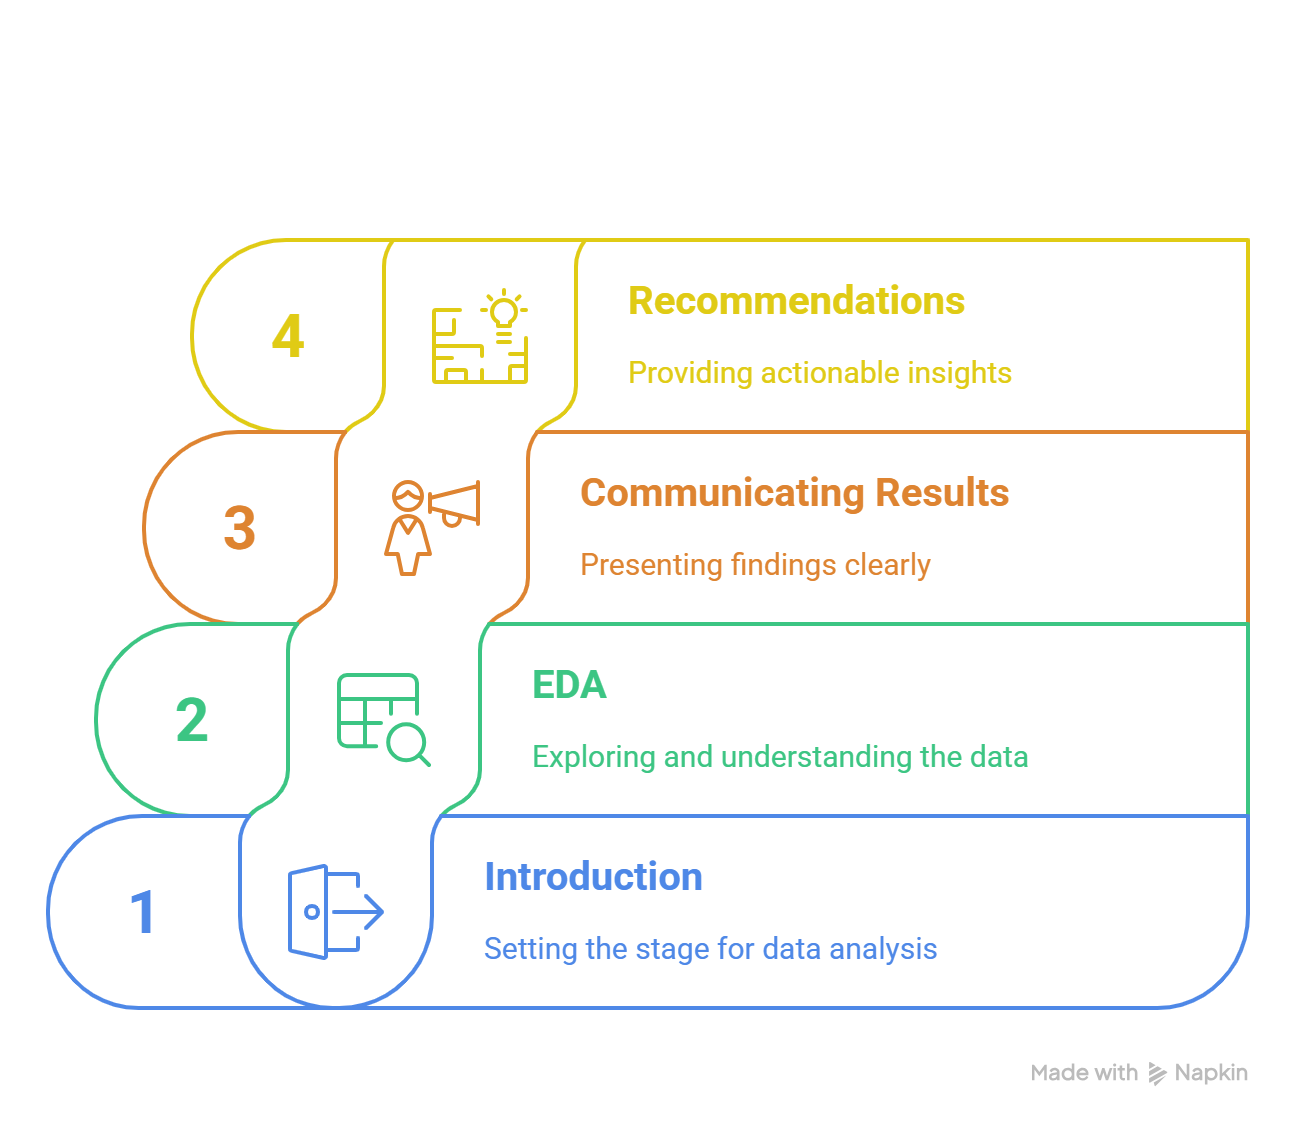 4
Recommendations
Providing actionable insights
3
Communicating Results
Presenting findings clearly
2
EDA
Exploring and understanding the data
1
Introduction
Setting the stage for data analysis
Made with Napkin